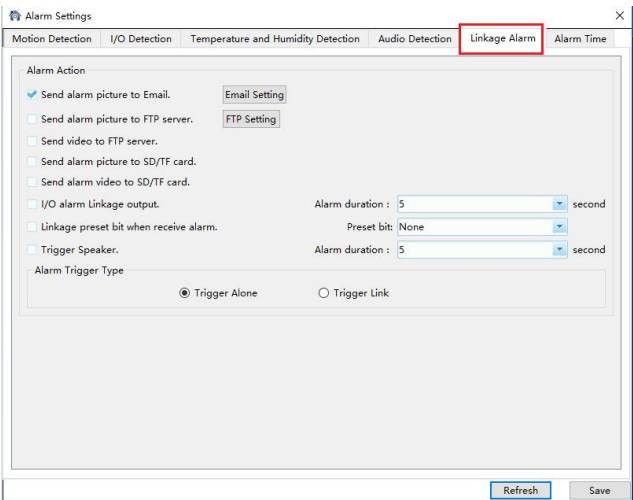 Alarm Settings
Motion Detection I/O Detection Temperature and Humidity Detection Audio Detection Linkage Alarm Alarm Time
Alarm Action
Send alarm picture to Email. Email Setting
Send alarm picture to FTP server. FTP Setting
Send video to FTP server.
Send alarm picture to SD/TF card.
Send alarm video to SD/TF card.
I/O alarm Linkage output. Alarm duration : 5 second
Linkage preset bit when receive alarm. Preset bit: None
Trigger Speaker. Alarm duration : 5 second
Alarm Trigger Type
Trigger Alone Trigger Link
Refresh Save